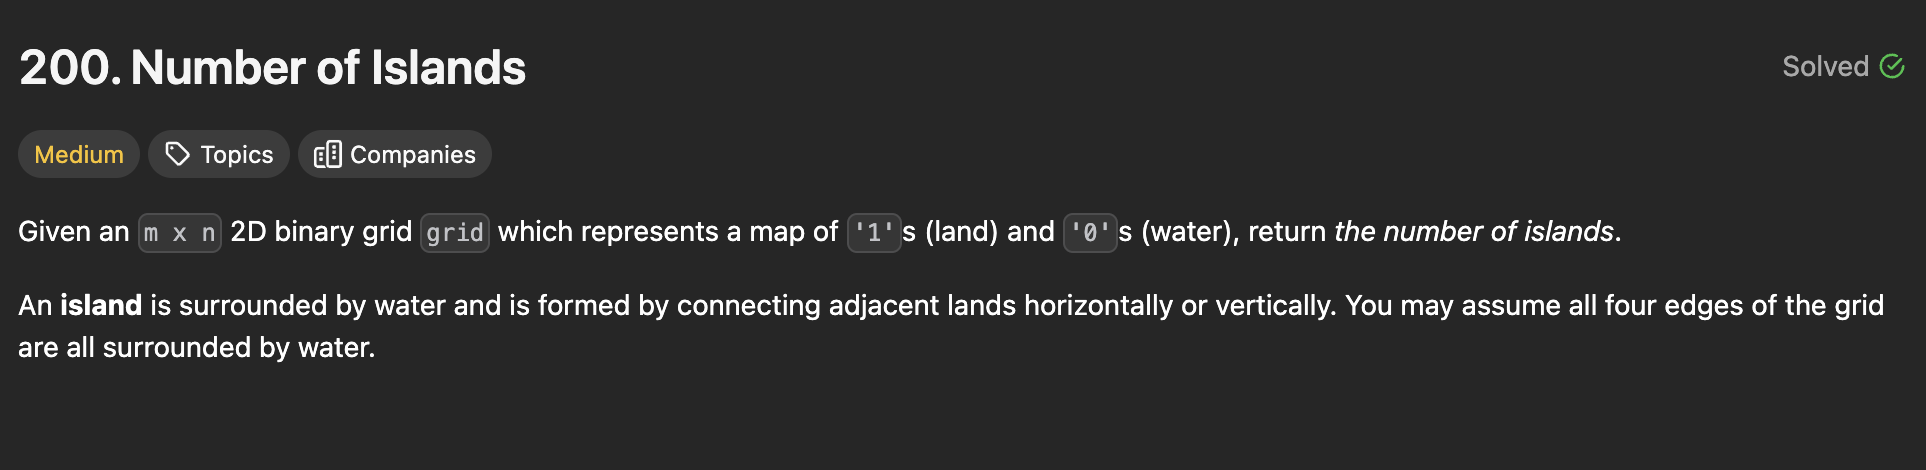 200. Number of Islands
Solved
Medium
Topics
Companies
Given an m x n 2D binary grid grid which represents a map of '1's (land) and '0's (water), return the number of islands.
An island is surrounded by water and is formed by connecting adjacent lands horizontally or vertically. You may assume all four edges of the grid
are all surrounded by water.